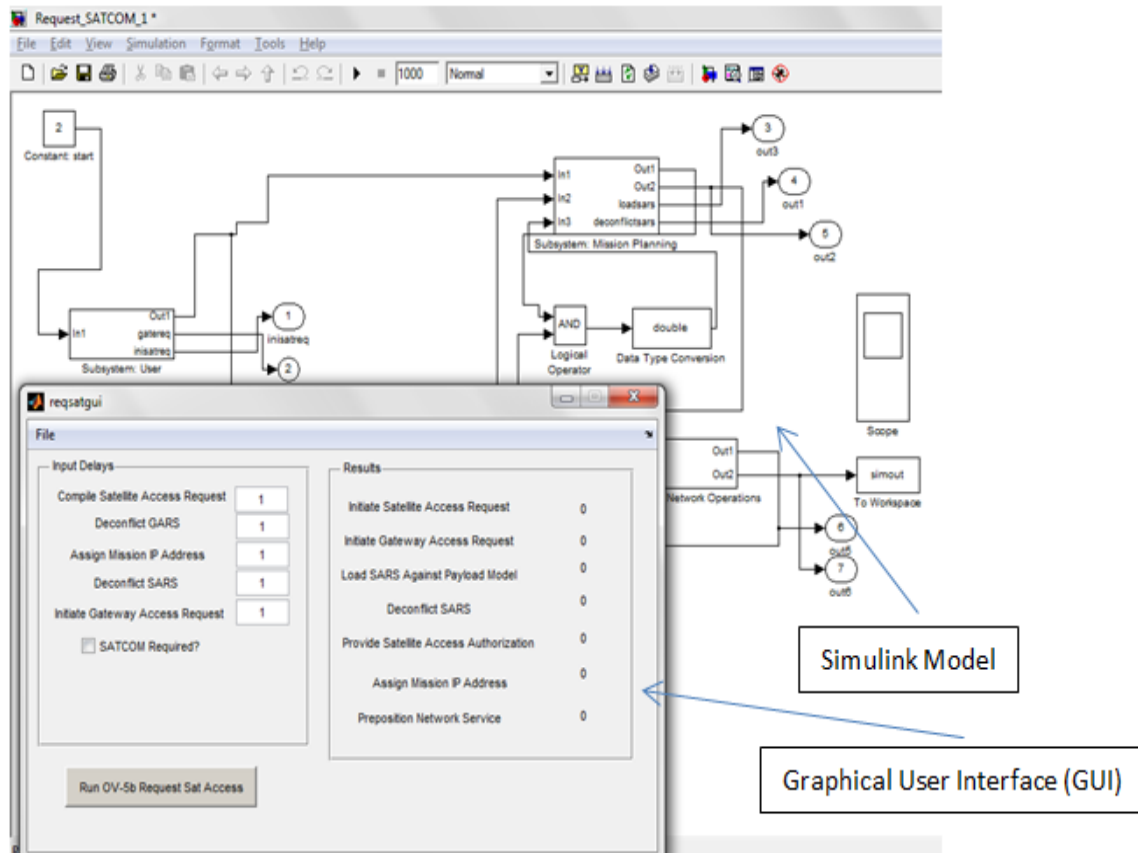 Request_SATCOM_1 *
File Edit View Simulation Format Tools Help
1000 Normal
2
Constant: start
In1
Out1
gatereq
inisatreq
Subsystem: User
1
inisatreq
2
In1
In2
In3
Out1
Out2
loadsars
deconflictsars
Subsystem: Mission Planning
3
out3
4
out1
5
out2
AND
Logical
Operator
double
Data Type Conversion
Scope
Out1
Out2
Network Operations
simout
To Workspace
6
out5
7
out6
reqsatgui
File
Input Delays
Compile Satellite Access Request 1
Deconflict GARS 1
Assign Mission IP Address 1
Deconflict SARS 1
Initiate Gateway Access Request 1
SATCOM Required?
Results
Initiate Satellite Access Request 0
Initiate Gateway Access Request 0
Load SARS Against Payload Model 0
Deconflict SARS 0
Provide Satellite Access Authorization 0
Assign Mission IP Address 0
Preposition Network Service 0
Run OV-5b Request Sat Access
Simulink Model
Graphical User Interface (GUI)